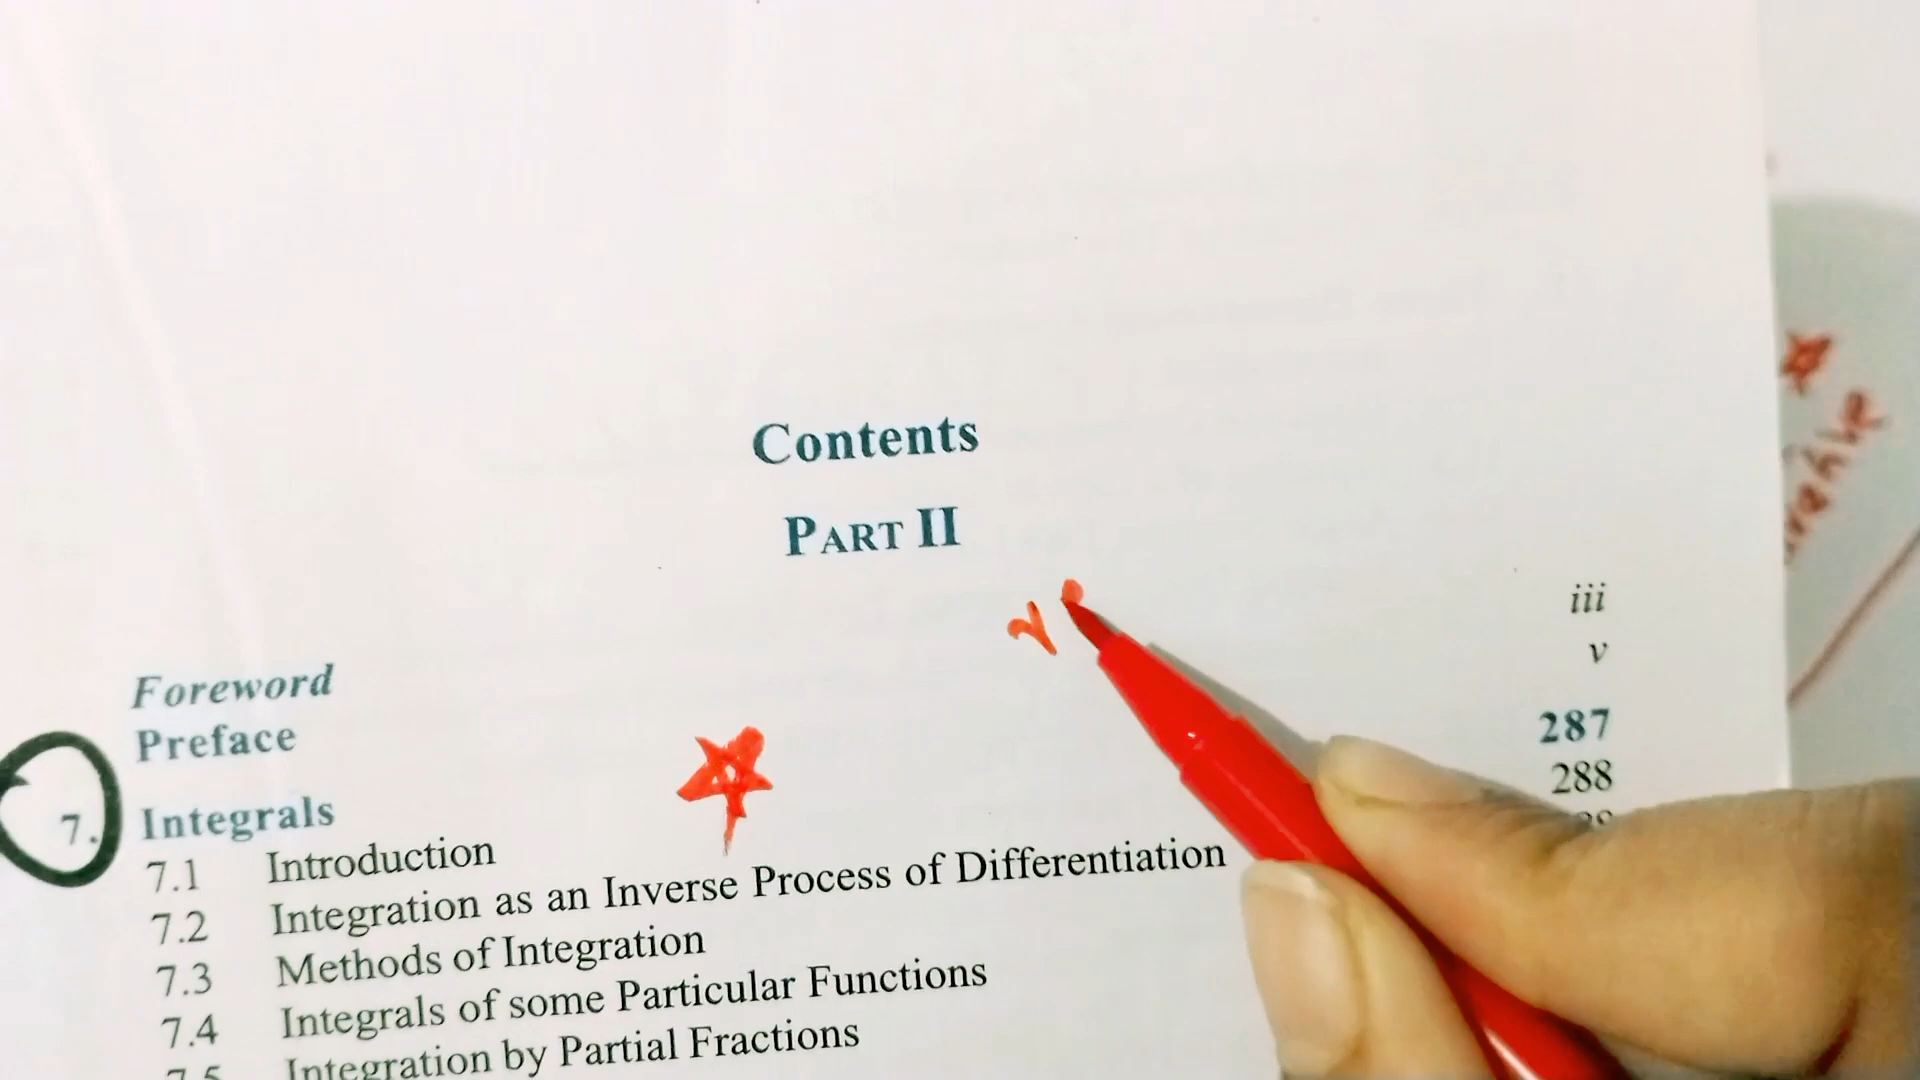 Contents
PART II
Foreword iii
Preface v
7. Integrals 287
7.1 Introduction 288
7.2 Integration as an Inverse Process of Differentiation
7.3 Methods of Integration
7.4 Integrals of some Particular Functions
7.5 Integration by Partial Fractions